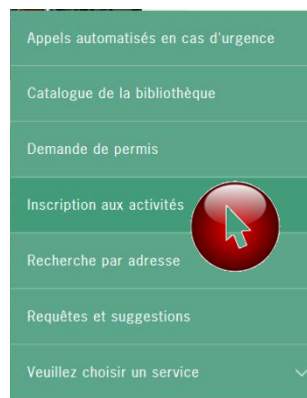 Appels automatisés en cas d'urgence
Catalogue de la bibliothèque
Demande de permis
Inscription aux activités
Recherche par adresse
Requêtes et suggestions
Veuillez choisir un service